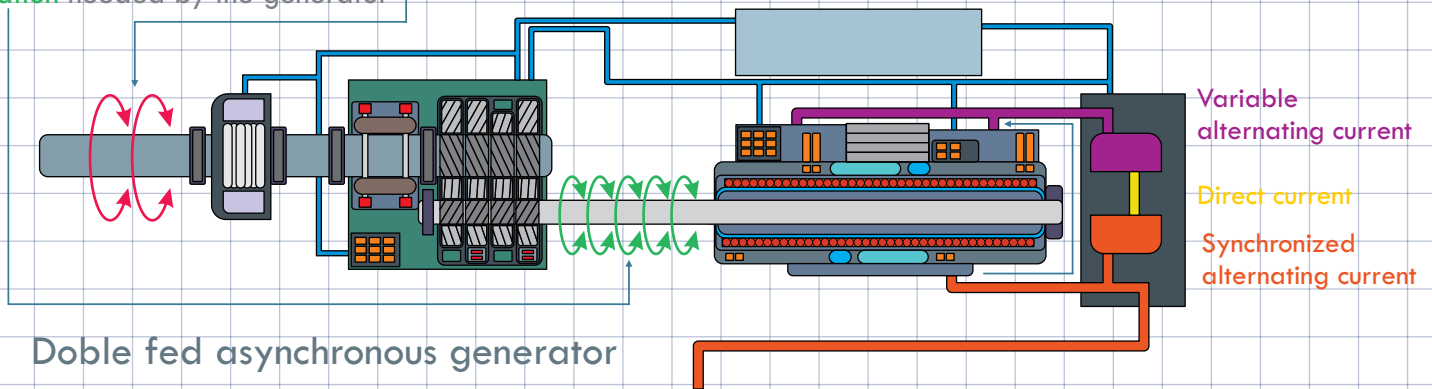 needed by the generator
Variable
alternating current
Direct current
Synchronized
alternating current
Doble fed asynchronous generator